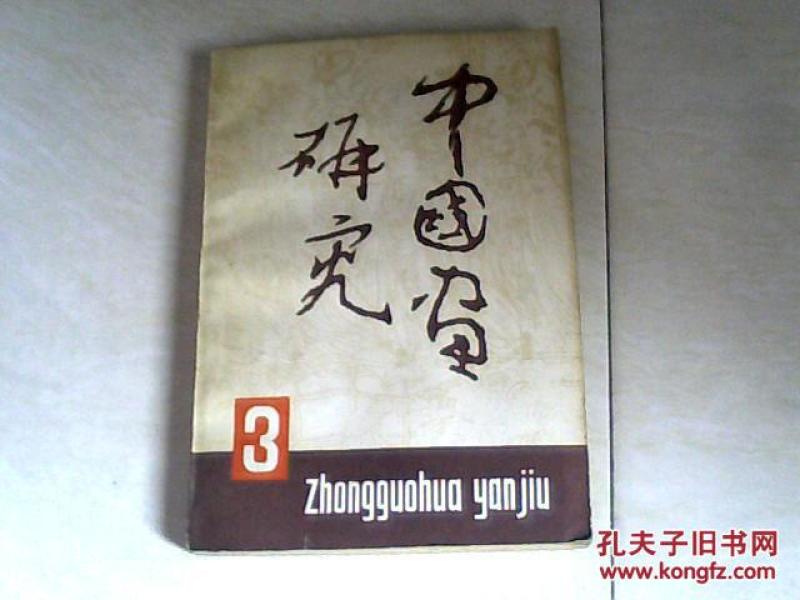 中國畫
研究
3
Zhongguohua yanjiu
孔夫子旧书网
www.kongfz.com